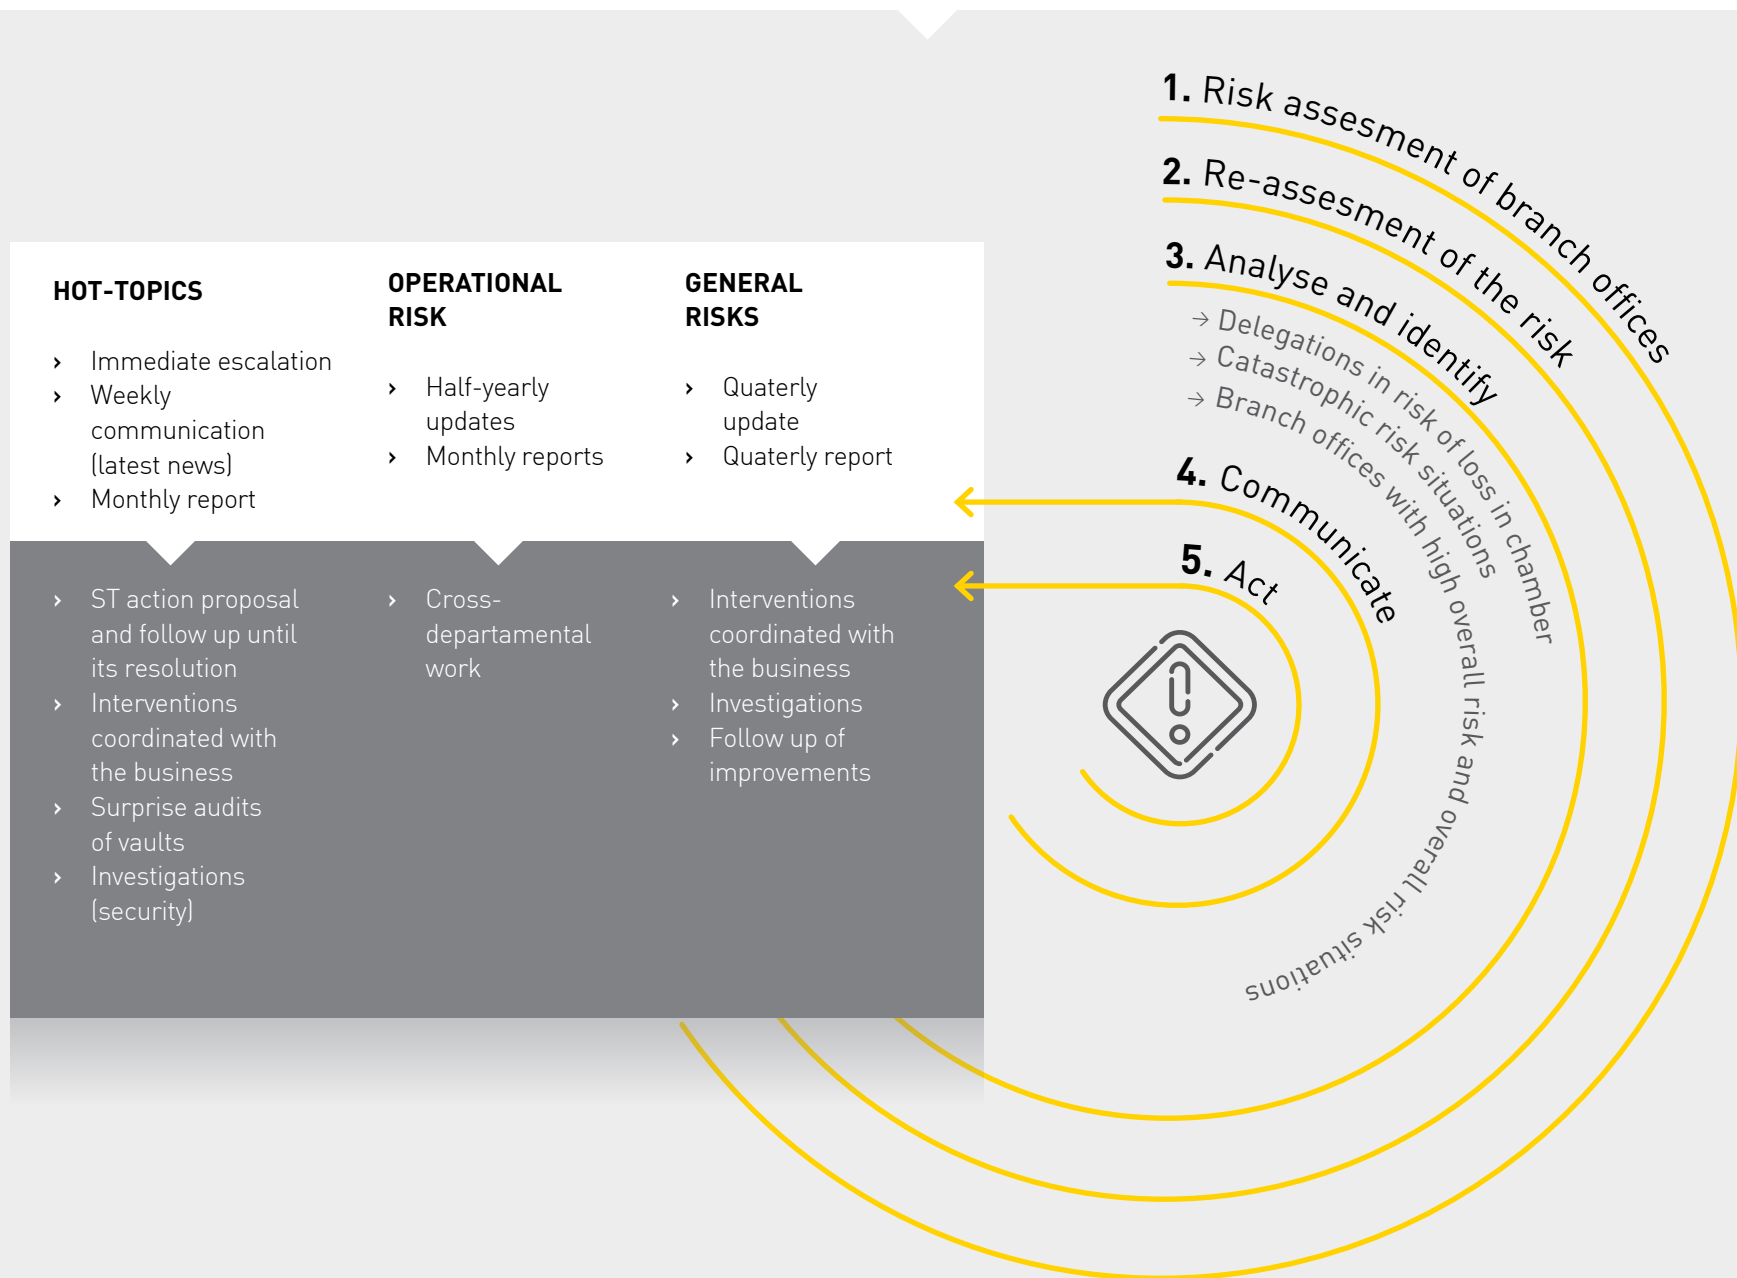 1. Risk assesment of branch offices
2. Re-assesment of the risk
3. Analyse and identify
→ Delegations in risk of loss in chamber
→ Catastrophic risk situations
→ Branch offices with high overall risk and overall risk situations
4. Communicate
5. Act
HOT-TOPICS
› Immediate escalation
› Weekly
communication
(latest news)
› Monthly report
OPERATIONAL
RISK
› Half-yearly
updates
› Monthly reports
GENERAL
RISKS
› Quaterly
update
› Quaterly report
› ST action proposal
and follow up until
its resolution
› Interventions
coordinated with
the business
› Surprise audits
of vaults
› Investigations
(security)
› Cross-
departamental
work
› Interventions
coordinated with
the business
› Investigations
› Follow up of
improvements